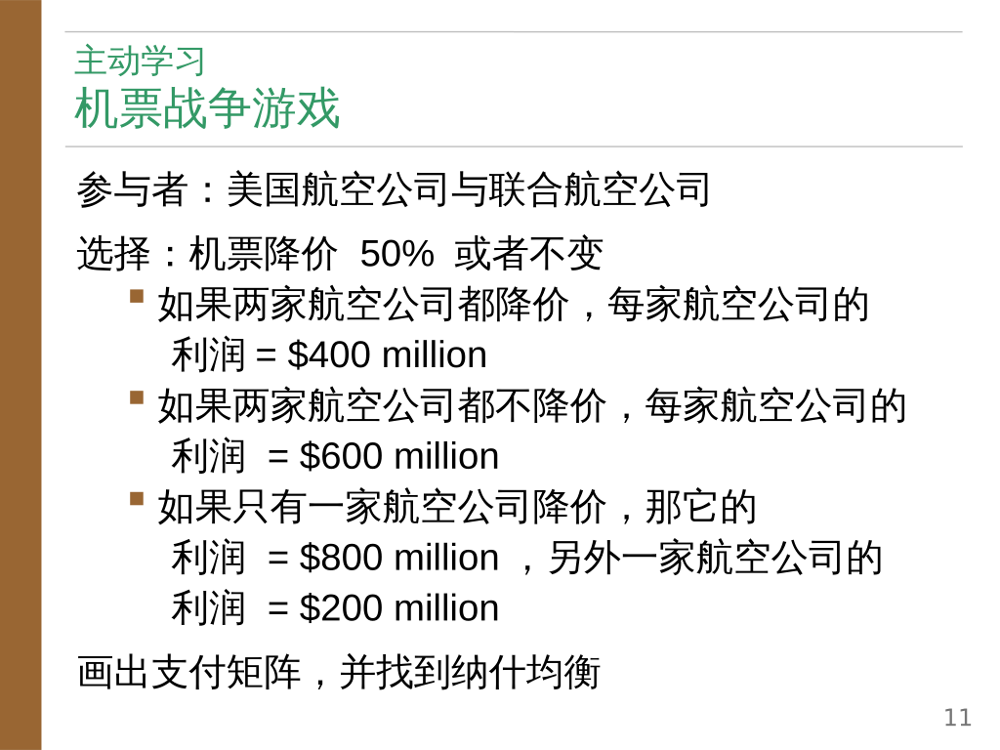 主动学习
机票战争游戏
参与者：美国航空公司与联合航空公司
选择：机票降价 50% 或者不变
如果两家航空公司都降价，每家航空公司的
利润 = $400 million
如果两家航空公司都不降价，每家航空公司的
利润 = $600 million
如果只有一家航空公司降价，那它的
利润 = $800 million ，另外一家航空公司的
利润 = $200 million
画出支付矩阵，并找到纳什均衡
11